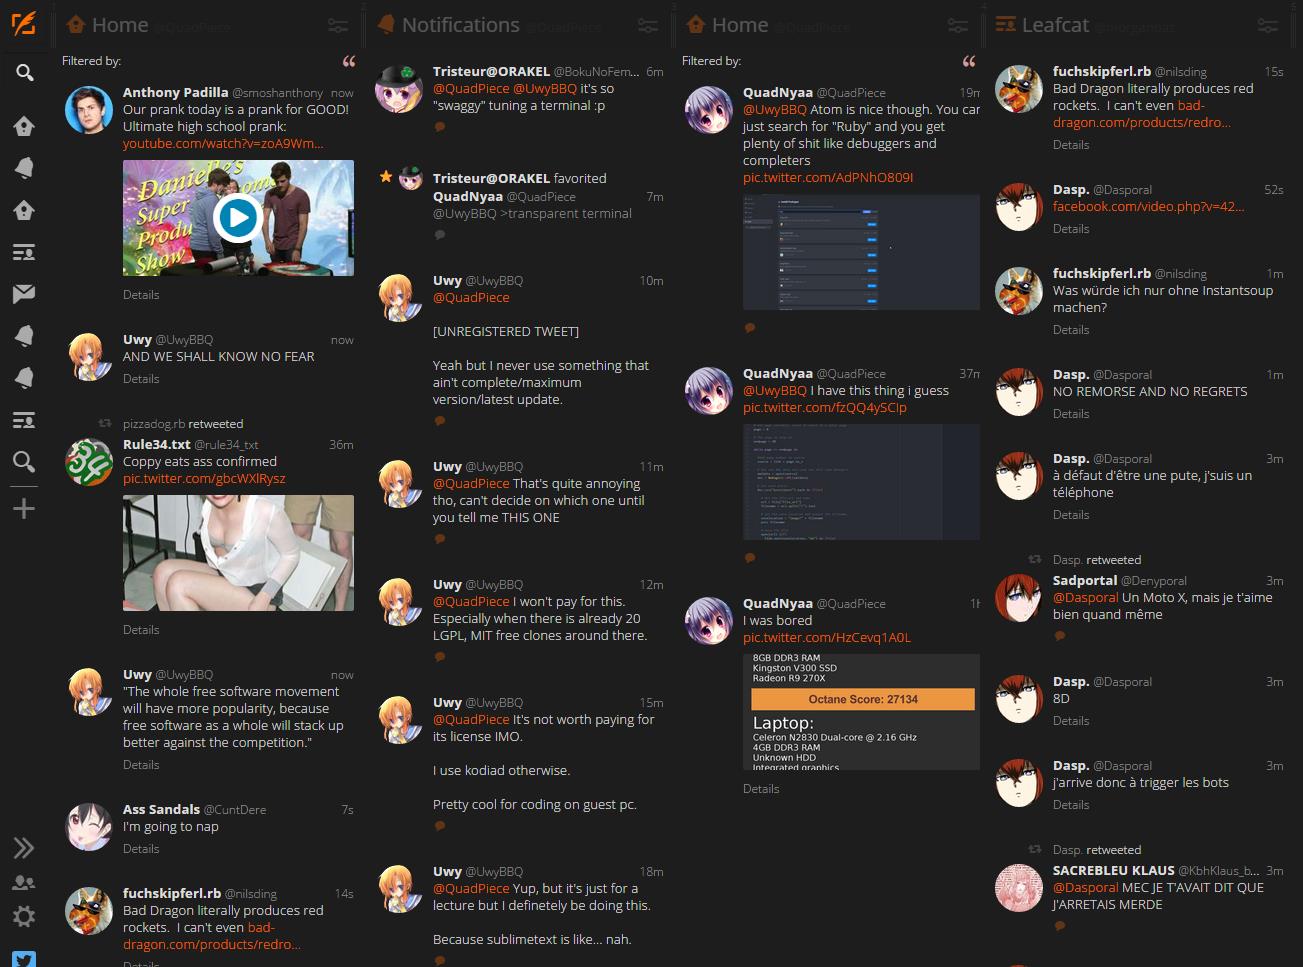 Home @QuadPiece
Filtered by:
Anthony Padilla @smoshanthony now
Our prank today is a prank for GOOD!
Ultimate high school prank:
youtube.com/watch?v=zoA9Wm...
Danielle's
Super
Show
Details
Uwy @UwyBBQ now
AND WE SHALL KNOW NO FEAR
Details
pizzadog.rb retweeted
Rule34.txt @rule34_txt 36m
34
Coppy eats ass confirmed
pic.twitter.com/gbcWXlRysz
Details
Uwy @UwyBBQ now
"The whole free software movement
will have more popularity, because
free software as a whole will stack up
better against the competition."
Details
Ass Sandals @CuntDere 7s
I'm going to nap
Details
fuchskipferl.rb @nilsding 14s
Bad Dragon literally produces red
rockets. I can't even bad-
dragon.com/products/redro...
Details
Notifications @QuadPiece
Tristeur@ORAKEL @BokuNoFem... 6m
@QuadPiece @UwyBBQ it's so
"swaggy" tuning a terminal :p
Tristeur@ORAKEL favorited
QuadNyaa @QuadPiece 7m
@UwyBBQ >transparent terminal
Uwy @UwyBBQ 10m
@QuadPiece
[UNREGISTERED TWEET]
Yeah but I never use something that
ain't complete/maximum
version/latest update.
Uwy @UwyBBQ 11m
@QuadPiece That's quite annoying
tho, can't decide on which one until
you tell me THIS ONE
Uwy @UwyBBQ 12m
@QuadPiece I won't pay for this.
Especially when there is already 20
LGPL, MIT free clones around there.
Uwy @UwyBBQ 15m
@QuadPiece It's not worth paying for
its license IMO.
I use kodiad otherwise.
Pretty cool for coding on guest pc.
Uwy @UwyBBQ 18m
@QuadPiece Yup, but it's just for a
lecture but I definetely be doing this.
Because sublimetext is like... nah.
Home @QuadPiece
Filtered by:
QuadNyaa @QuadPiece 19m
@UwyBBQ Atom is nice though. You can
just search for "Ruby" and you get
plenty of shit like debuggers and
completers
pic.twitter.com/AdPNhO809I
QuadNyaa @QuadPiece 37m
@UwyBBQ I have this thing i guess
pic.twitter.com/fzQQ4ySCIp
QuadNyaa @QuadPiece 1h
I was bored
pic.twitter.com/HzCevq1A0L
8GB DDR3 RAM
Kingston V300 SSD
Radeon R9 270X
Octane Score: 27134
Laptop:
Celeron N2830 Dual-core @ 2.16 GHz
4GB DDR3 RAM
Unknown HDD
Integrated graphics
Details
Leafcat
fuchskipferl.rb @nilsding 15s
Bad Dragon literally produces red
rockets. I can't even bad-
dragon.com/products/redro...
Details
Dasp. @Dasporal 52s
facebook.com/video.php?v=42...
Details
fuchskipferl.rb @nilsding 1m
Was würde ich nur ohne Instantsoup
machen?
Details
Dasp. @Dasporal 1m
NO REMORSE AND NO REGRETS
Details
Dasp. @Dasporal 3m
à défaut d'être une pute, j'suis un
téléphone
Details
Dasp. retweeted
Sadportal @Denyporal 3m
@Dasporal Un Moto X, mais je t'aime
bien quand même
Dasp. @Dasporal 3m
8D
Details
Dasp. @Dasporal 3m
j'arrive donc à trigger les bots
Details
Dasp. retweeted
SACREBLEU KLAUS @KbhKlaus_b... 3m
@Dasporal MEC JE T'AVAIT DIT QUE
J'ARRETAIS MERDE